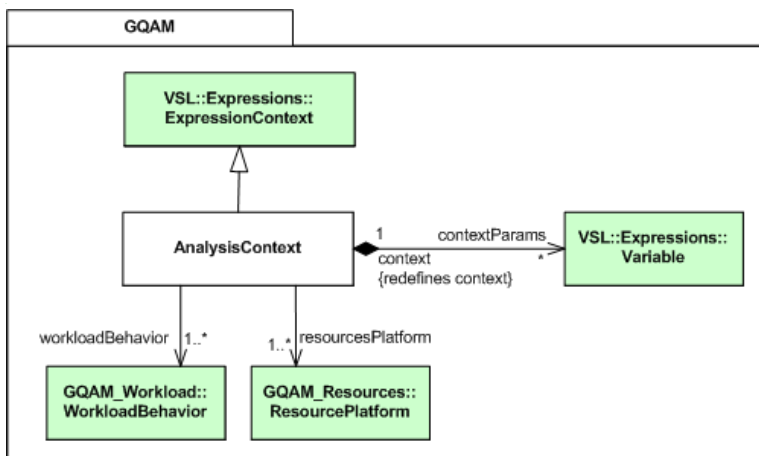 GQAM
VSL::Expressions::
ExpressionContext
AnalysisContext
1
contextParams
context
*
{redefines context}
VSL::Expressions::
Variable
workloadBehavior
1..*
1..*
resourcesPlatform
GQAM_Workload::
WorkloadBehavior
GQAM_Resources::
ResourcePlatform